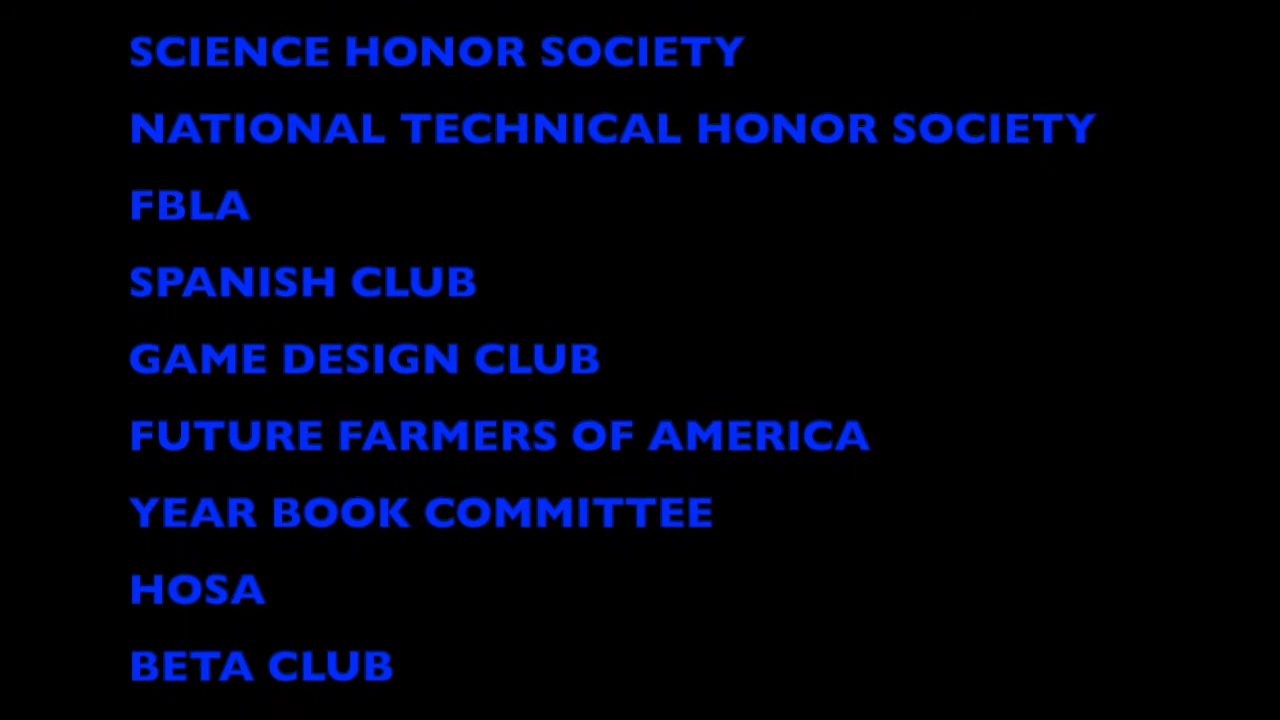 SCIENCE HONOR SOCIETY
NATIONAL TECHNICAL HONOR SOCIETY
FBLA
SPANISH CLUB
GAME DESIGN CLUB
FUTURE FARMERS OF AMERICA
YEAR BOOK COMMITTEE
HOSA
BETA CLUB